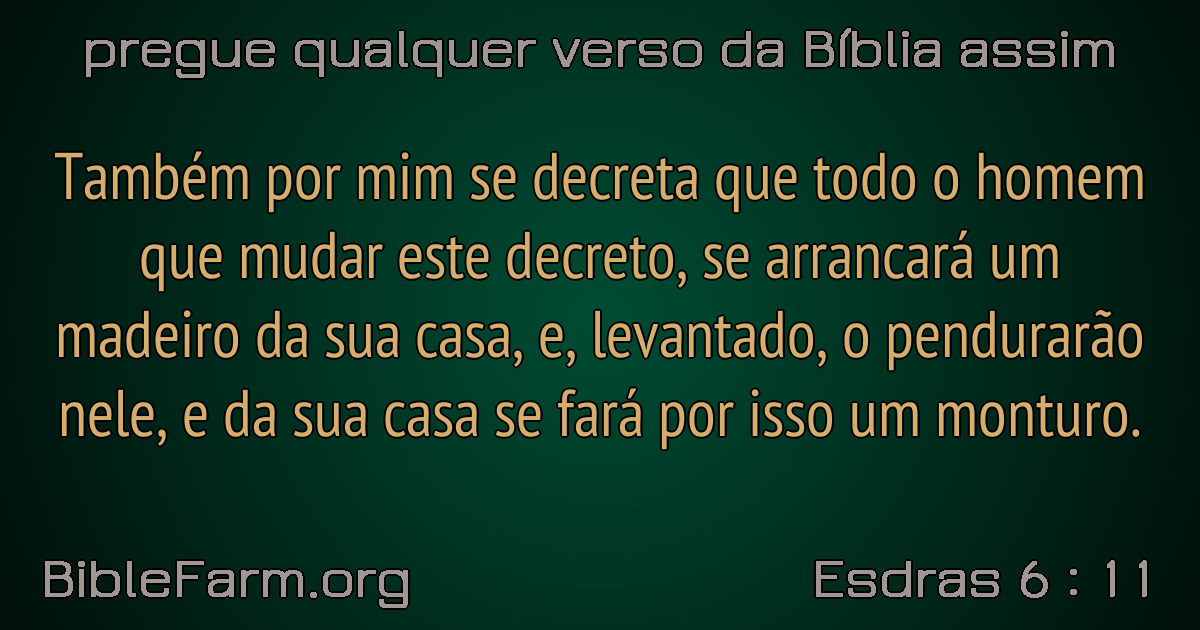 pregue qualquer verso da Bíblia assim
Também por mim se decreta que todo o homem
que mudar este decreto, se arrancará um
madeiro da sua casa, e, levantado, o pendurarão
nele, e da sua casa se fará por isso um monturo.
BibleFarm.org
Esdras 6 : 11